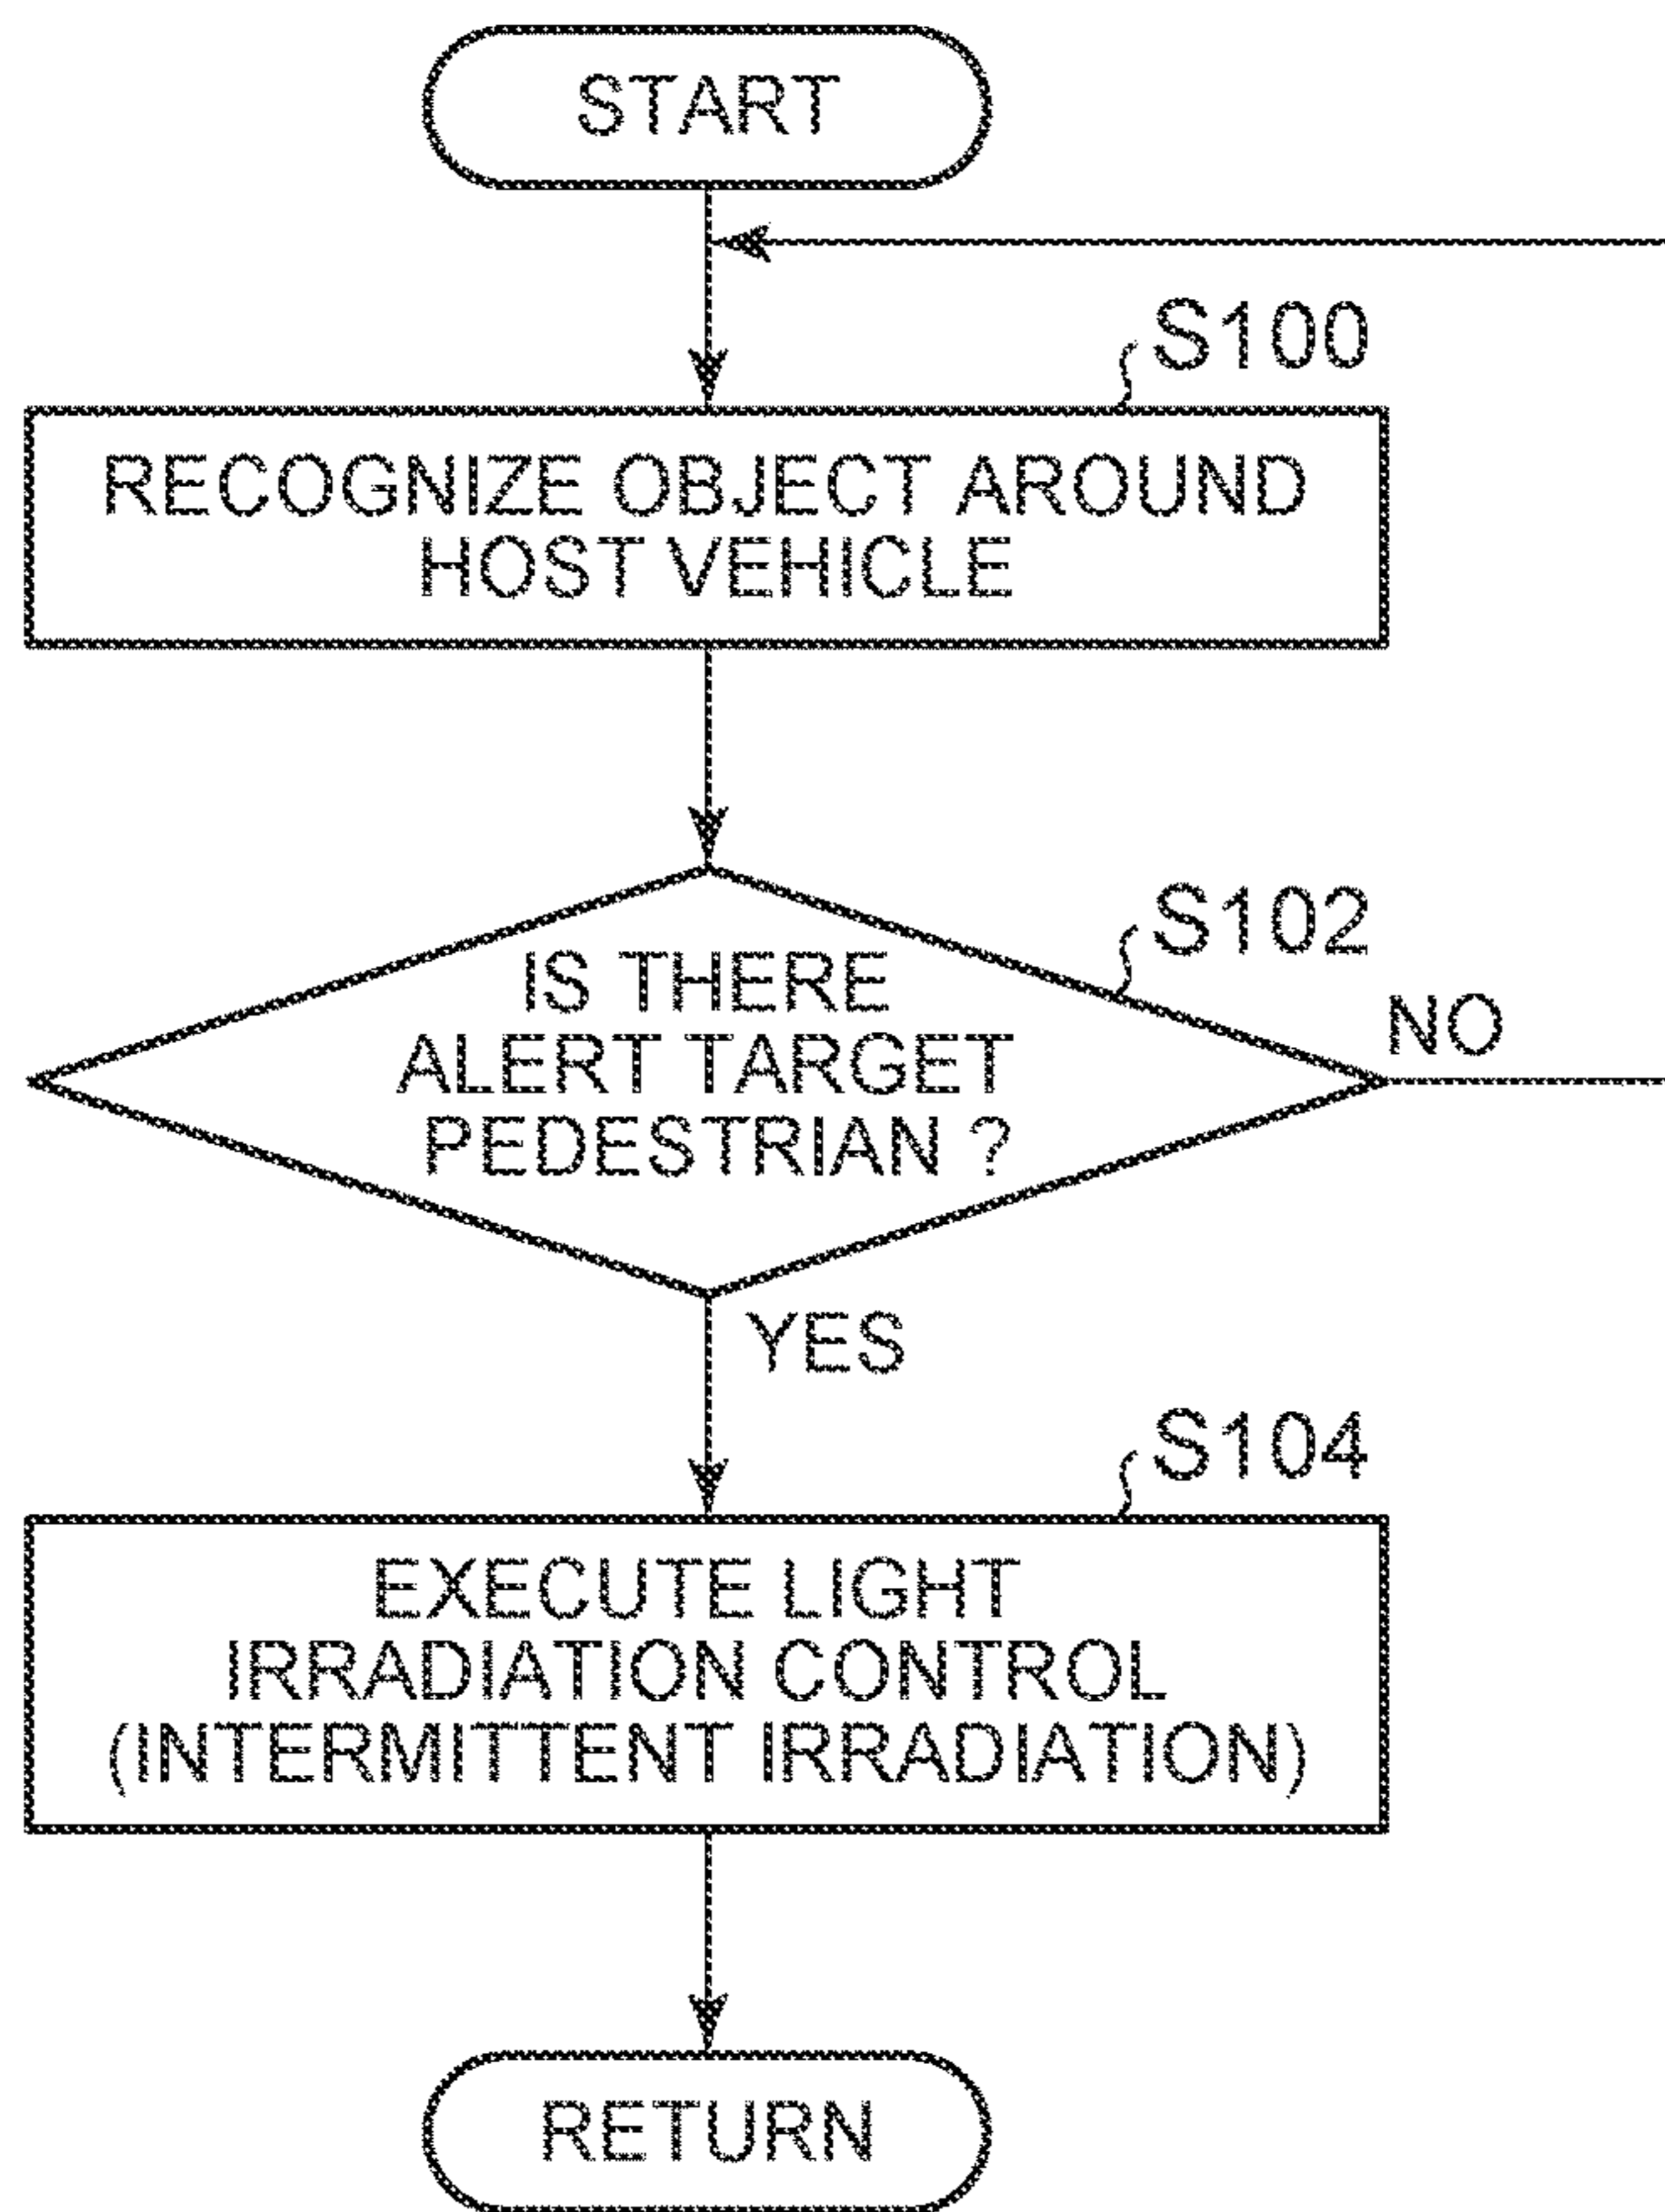 START
S100
RECOGNIZE OBJECT AROUND
HOST VEHICLE
S102
IS THERE
ALERT TARGET
PEDESTRIAN ?
NO
YES
S104
EXECUTE LIGHT
IRRADIATION CONTROL
(INTERMITTENT IRRADIATION)
RETURN